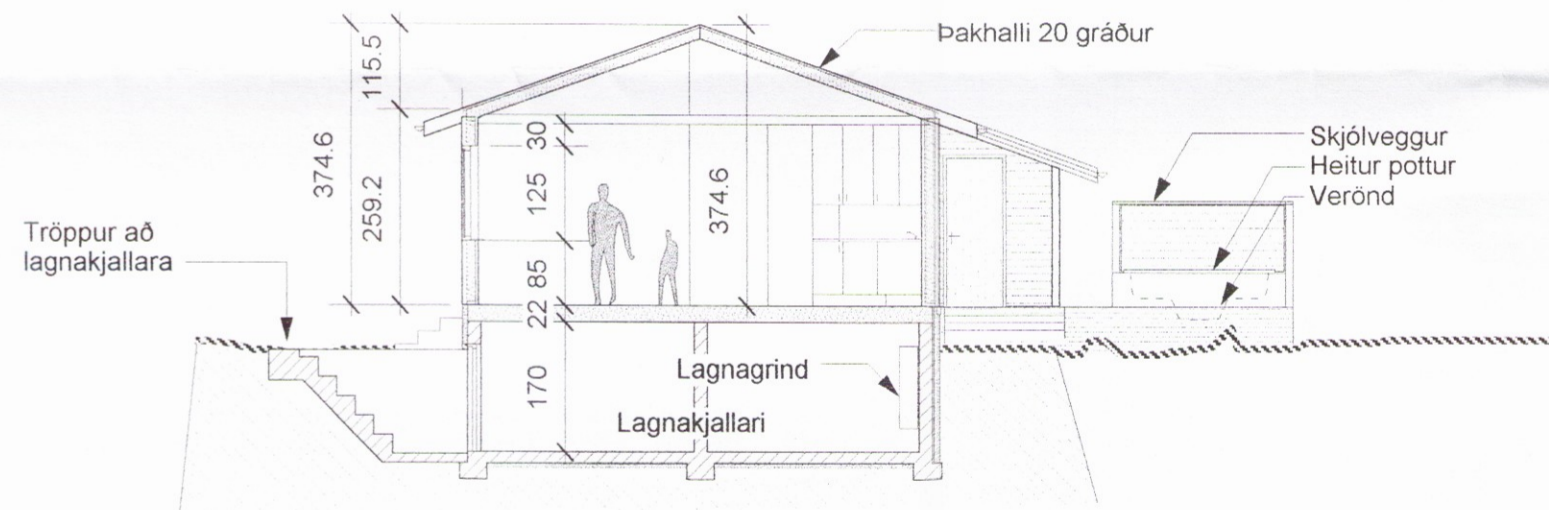 Þakhalli 20 gráður
115.5
374.6
259.2
30
125
85
22
170
374.6
Skjólveggur
Heitur pottur
Verönd
Tröppur að
lagnakjallara
Lagnagrind
Lagnakjallari